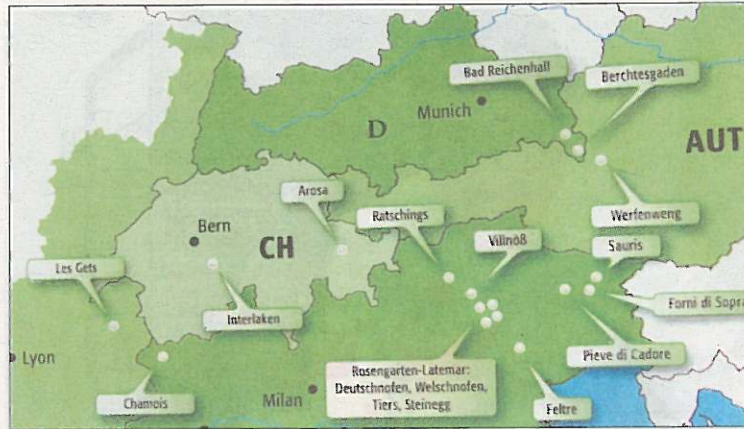 Bad Reichenhall
Berchtesgaden
Munich
D
AUT
Arosa
Ratschings
Werfenweng
Bern
CH
Villnöß
Sauris
Les Gets
Interlaken
Forni di Sopra
Lyon
Rosengarten-Latemar:
Deutschnofen, Welschnofen,
Tiers, Steinegg
Pieve di Cadore
Chamois
Milan
Feltre